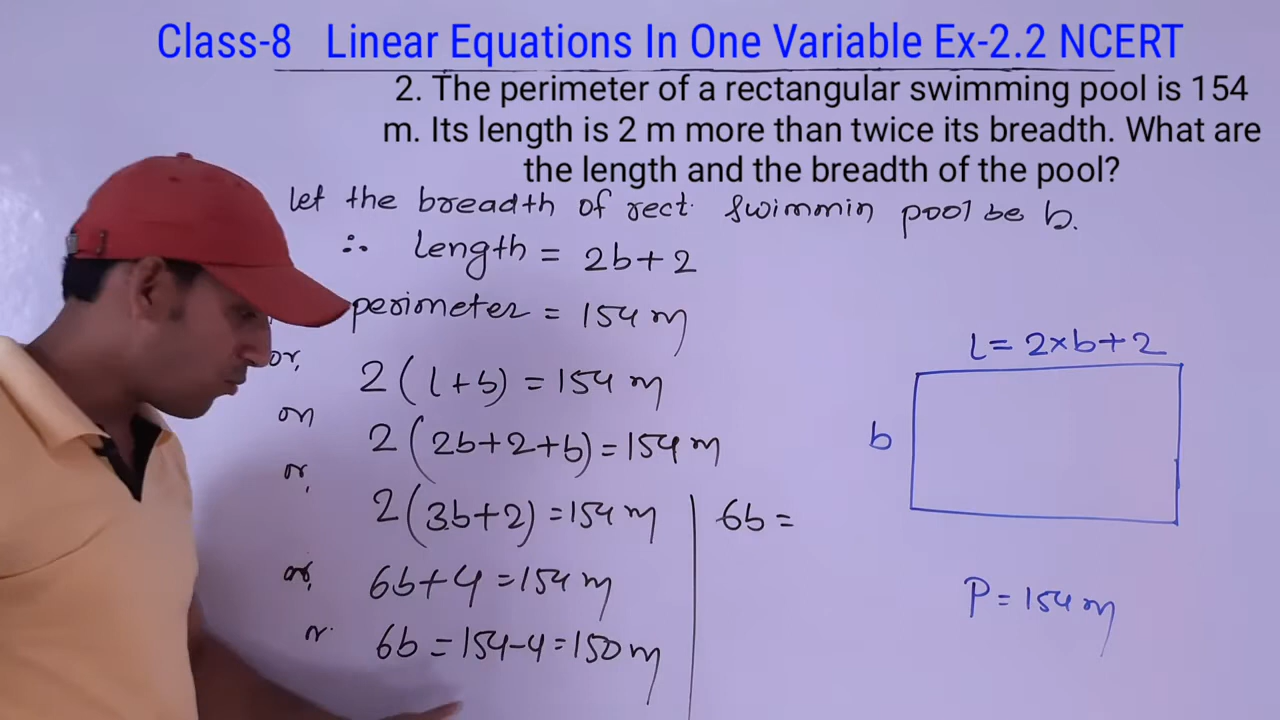 Class-8 Linear Equations In One Variable Ex-2.2 NCERT
2. The perimeter of a rectangular swimming pool is 154
m. Its length is 2 m more than twice its breadth. What are
the length and the breadth of the pool?
let the breadth of rect. swimmin pool be b.
∴ length = 2b+2
perimeter = 154 m
or, 2(l+b) = 154 m
or 2(2b+2+b) = 154 m
or, 2(3b+2) = 154 m
or, 6b+4 = 154 m
or 6b = 154-4 = 150 m
6b =
l = 2×b+2
b
P = 154 m